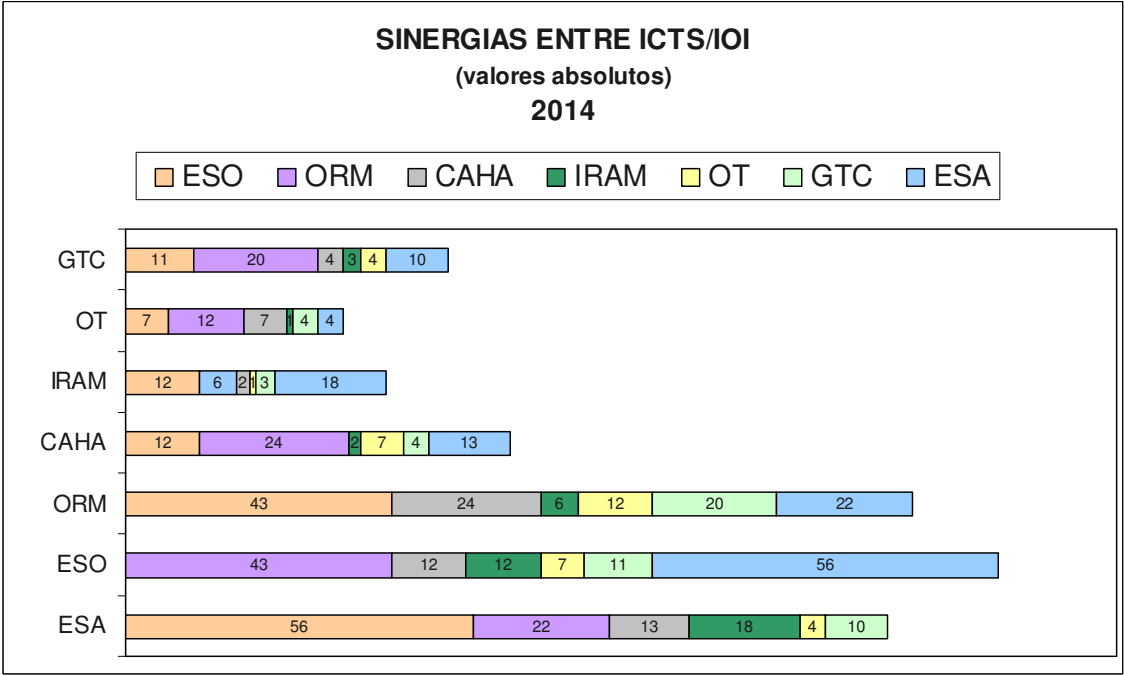 SINERGIAS ENTRE ICTS/IOI
(valores absolutos)
2014
ESO ORM CAHA IRAM OT GTC ESA
GTC 11 20 4 3 4 10
OT 7 12 7 1 4 4
IRAM 12 6 2 1 3 18
CAHA 12 24 2 7 4 13
ORM 43 24 6 12 20 22
ESO 43 12 12 7 11 56
ESA 56 22 13 18 4 10